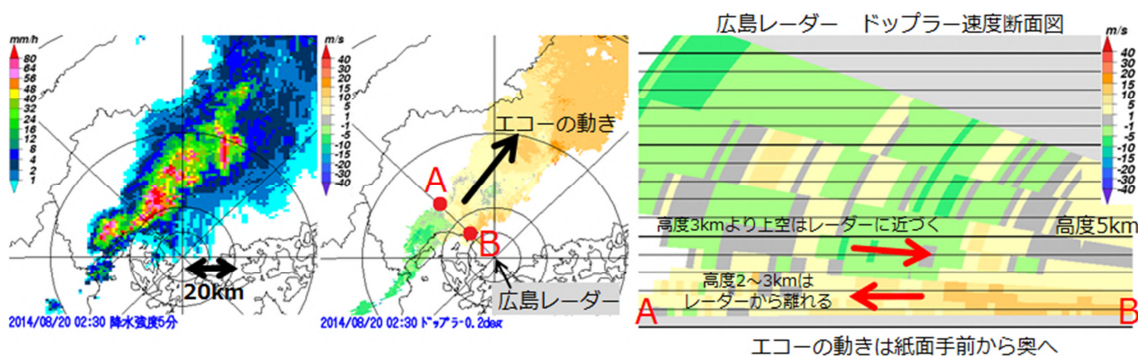 mm/h
80
64
56
48
40
32
24
16
12
8
4
2
1
20km
2014/08/20 02:30 降水強度5分
m/s
40
30
20
10
5
1
-1
-5
-10
-15
-20
-30
-40
エコーの動き
A
B
広島レーダー
2014/08/20 02:30 ﾄﾞｯﾌﾟﾗｰ0.2deg
広島レーダー　ドップラー速度断面図
m/s
40
30
20
10
5
1
-1
-5
-10
-15
-20
-30
-40
高度3kmより上空はレーダーに近づく
高度5km
高度2～3kmは
レーダーから離れる
A
B
エコーの動きは紙面手前から奥へ